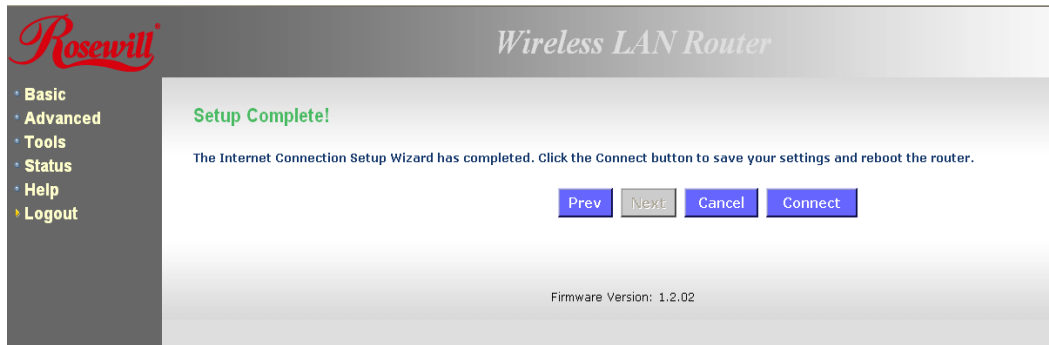 Rosewill
Wireless LAN Router
Basic
Advanced
Tools
Status
Help
Logout
Setup Complete!
The Internet Connection Setup Wizard has completed. Click the Connect button to save your settings and reboot the router.
Prev Next Cancel Connect
Firmware Version: 1.2.02